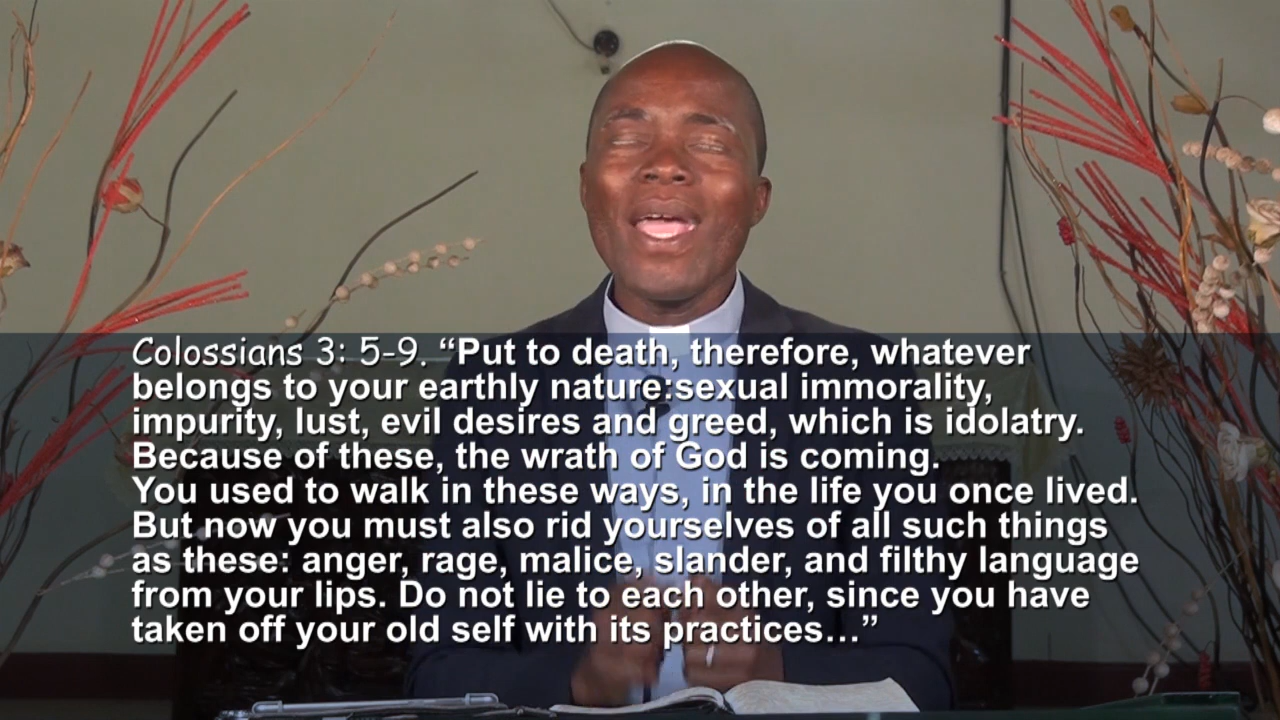 Colossians 3: 5-9. “Put to death, therefore, whatever
belongs to your earthly nature:sexual immorality,
impurity, lust, evil desires and greed, which is idolatry.
Because of these, the wrath of God is coming.
You used to walk in these ways, in the life you once lived.
But now you must also rid yourselves of all such things
as these: anger, rage, malice, slander, and filthy language
from your lips. Do not lie to each other, since you have
taken off your old self with its practices…”